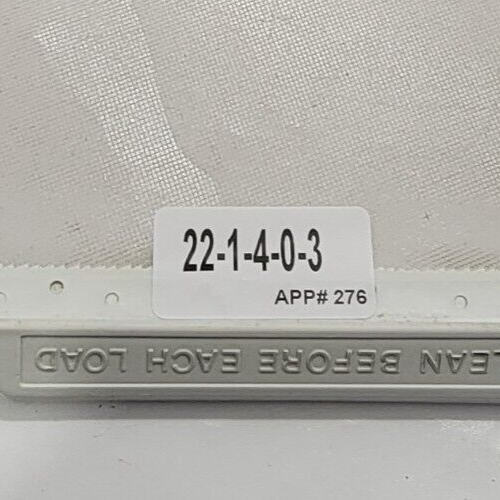 22-1-4-0-3
APP# 276
LEAN BEFORE EACH LOAD